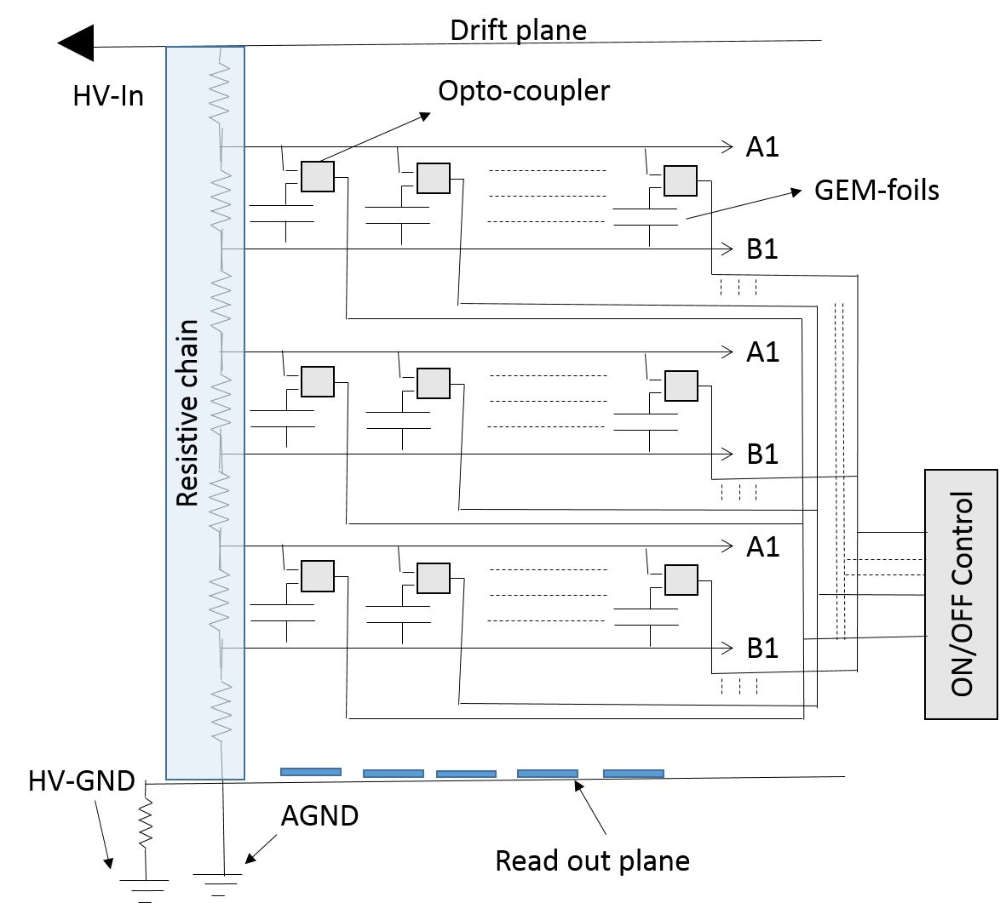 Drift plane
HV-In
Opto-coupler
A1
GEM-foils
B1
Resistive chain
A1
B1
ON/OFF Control
A1
B1
HV-GND
AGND
Read out plane